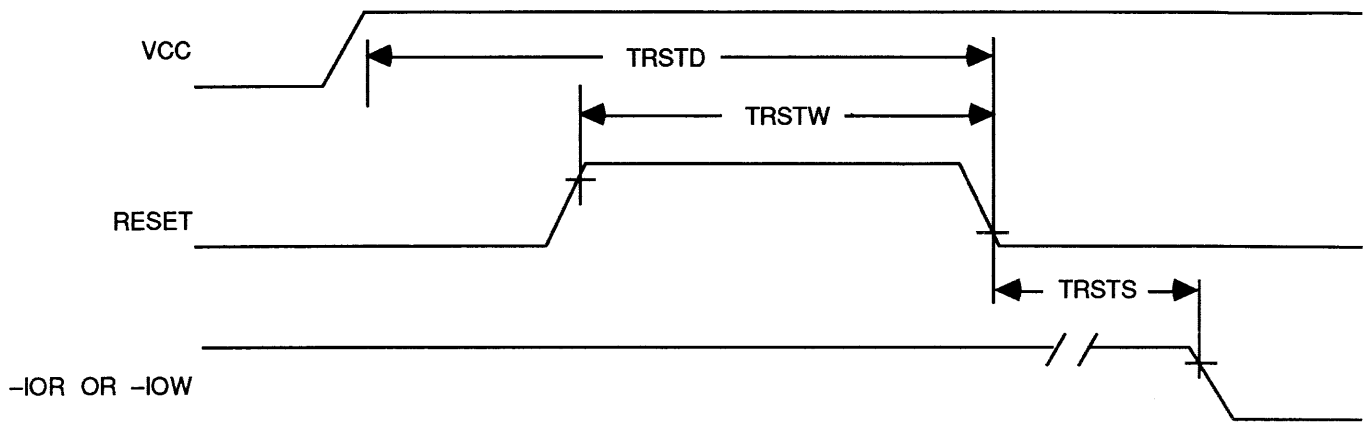 VCC
TRSTD
TRSTW
RESET
TRSTS
–IOR OR –IOW